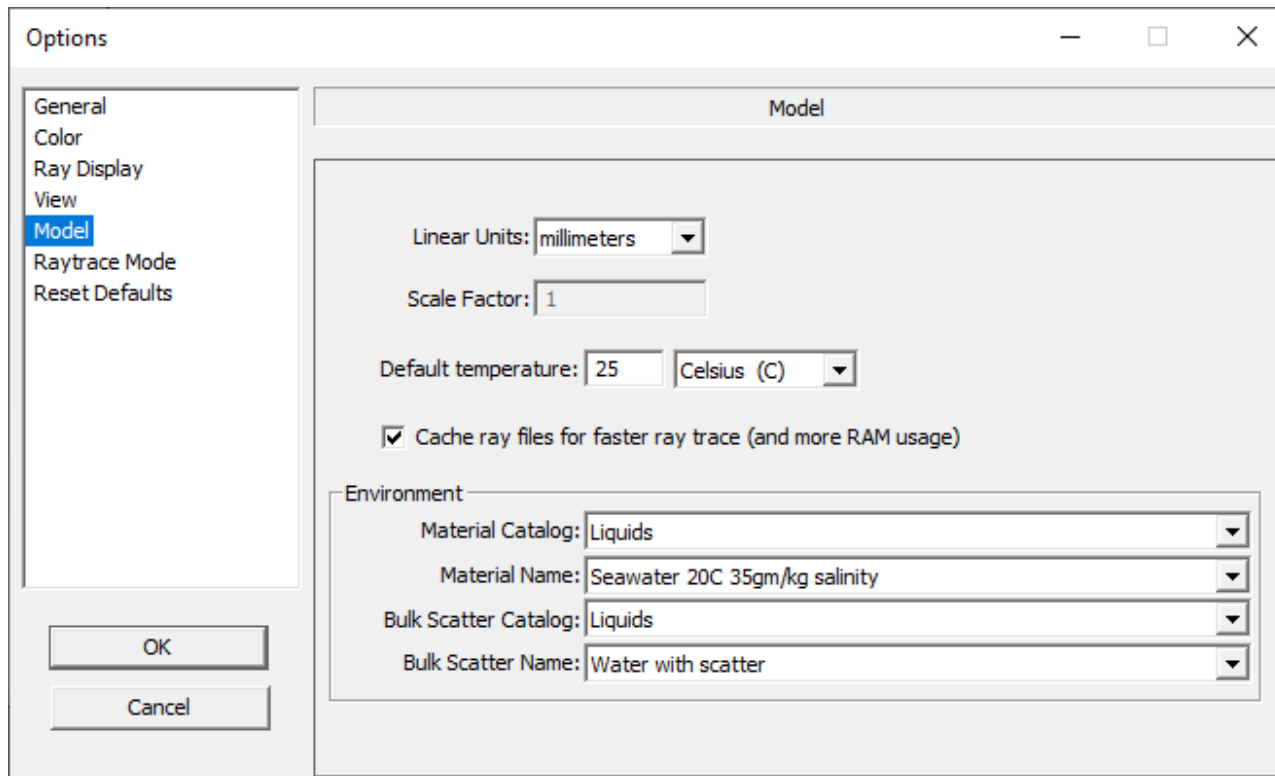 Options
General
Color
Ray Display
View
Model
Raytrace Mode
Reset Defaults
OK
Cancel
Model
Linear Units: millimeters
Scale Factor: 1
Default temperature: 25 Celsius (C)
Cache ray files for faster ray trace (and more RAM usage)
Environment
Material Catalog: Liquids
Material Name: Seawater 20C 35gm/kg salinity
Bulk Scatter Catalog: Liquids
Bulk Scatter Name: Water with scatter